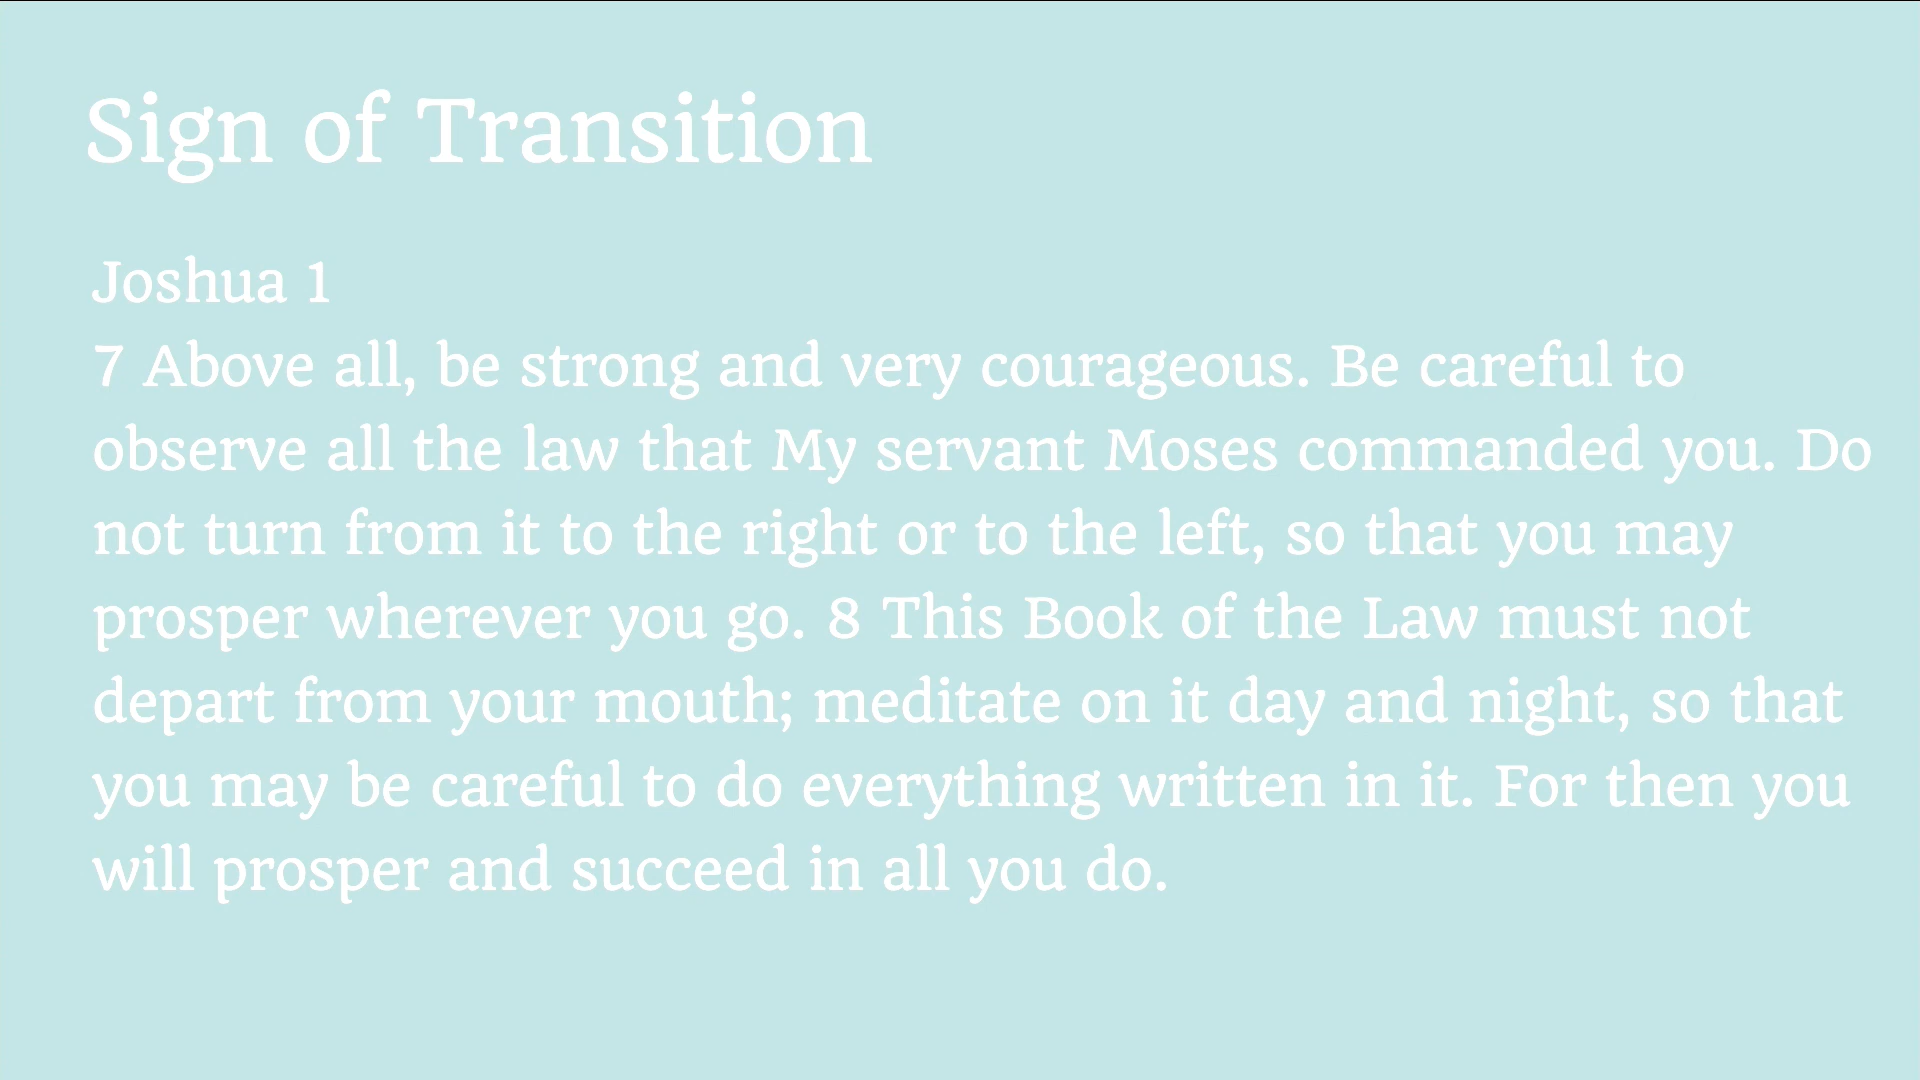 Sign of Transition
Joshua 1
7 Above all, be strong and very courageous. Be careful to
observe all the law that My servant Moses commanded you. Do
not turn from it to the right or to the left, so that you may
prosper wherever you go. 8 This Book of the Law must not
depart from your mouth; meditate on it day and night, so that
you may be careful to do everything written in it. For then you
will prosper and succeed in all you do.